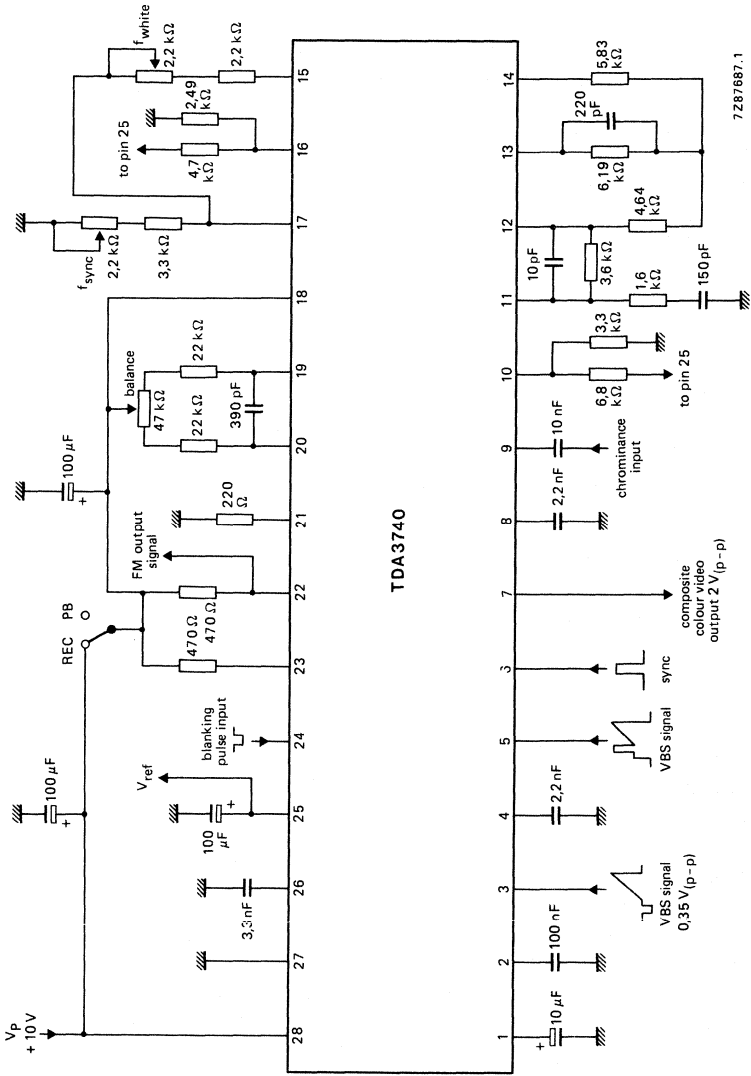 V_P
+ 10 V
100 μF
+
REC
PB
100 μF
+
balance
47 kΩ
22 kΩ
22 kΩ
390 pF
f_sync
2,2 kΩ
3,3 kΩ
to pin 25
4,7
kΩ
2,49
kΩ
f_white
2,2 kΩ
2,2 kΩ
3,3 nF
100
μF
+
V_ref
blanking
pulse input
470 Ω
470 Ω
FM output
signal
220
Ω
28
27
26
25
24
23
22
21
20
19
18
17
16
15
TDA3740
1
2
3
4
5
3
7
8
9
10
11
12
13
14
+
10 μF
100 nF
VBS signal
0,35 V(p-p)
2,2 nF
VBS signal
sync
composite
colour video
output 2 V(p-p)
2,2 nF
10 nF
chrominance
input
6,8
kΩ
3,3
kΩ
to pin 25
10 pF
3,6 kΩ
1,6
kΩ
150 pF
4,64
kΩ
6,19
kΩ
220
pF
5,83
kΩ
7Z87687.1